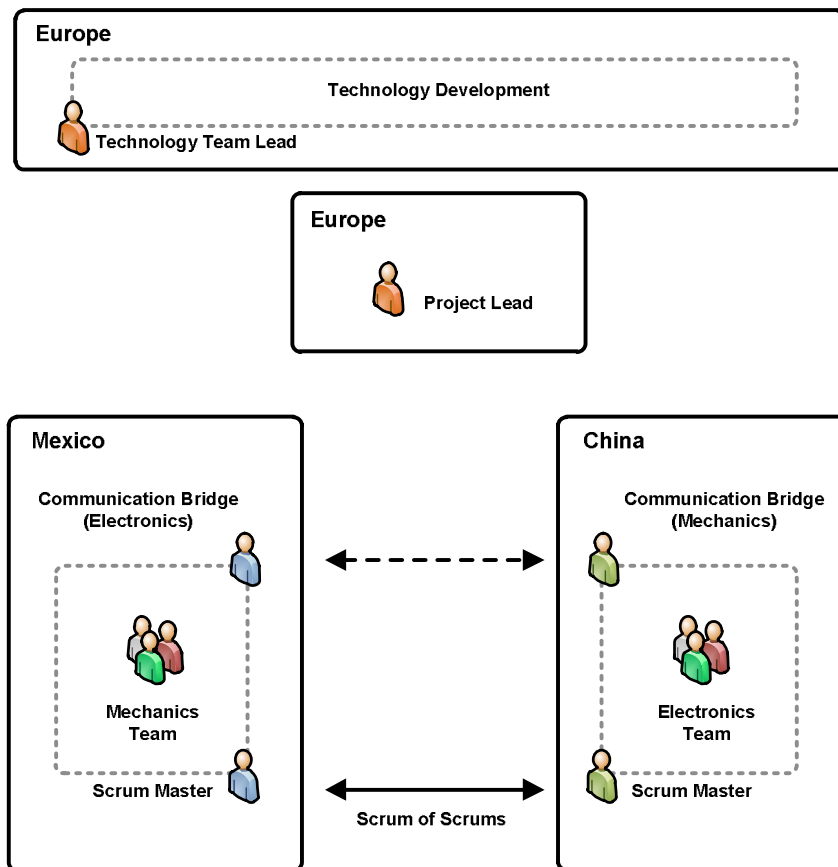 Europe
Technology Development
Technology Team Lead
Europe
Project Lead
Mexico
Communication Bridge
(Electronics)
Mechanics
Team
Scrum Master
China
Communication Bridge
(Mechanics)
Electronics
Team
Scrum Master
Scrum of Scrums